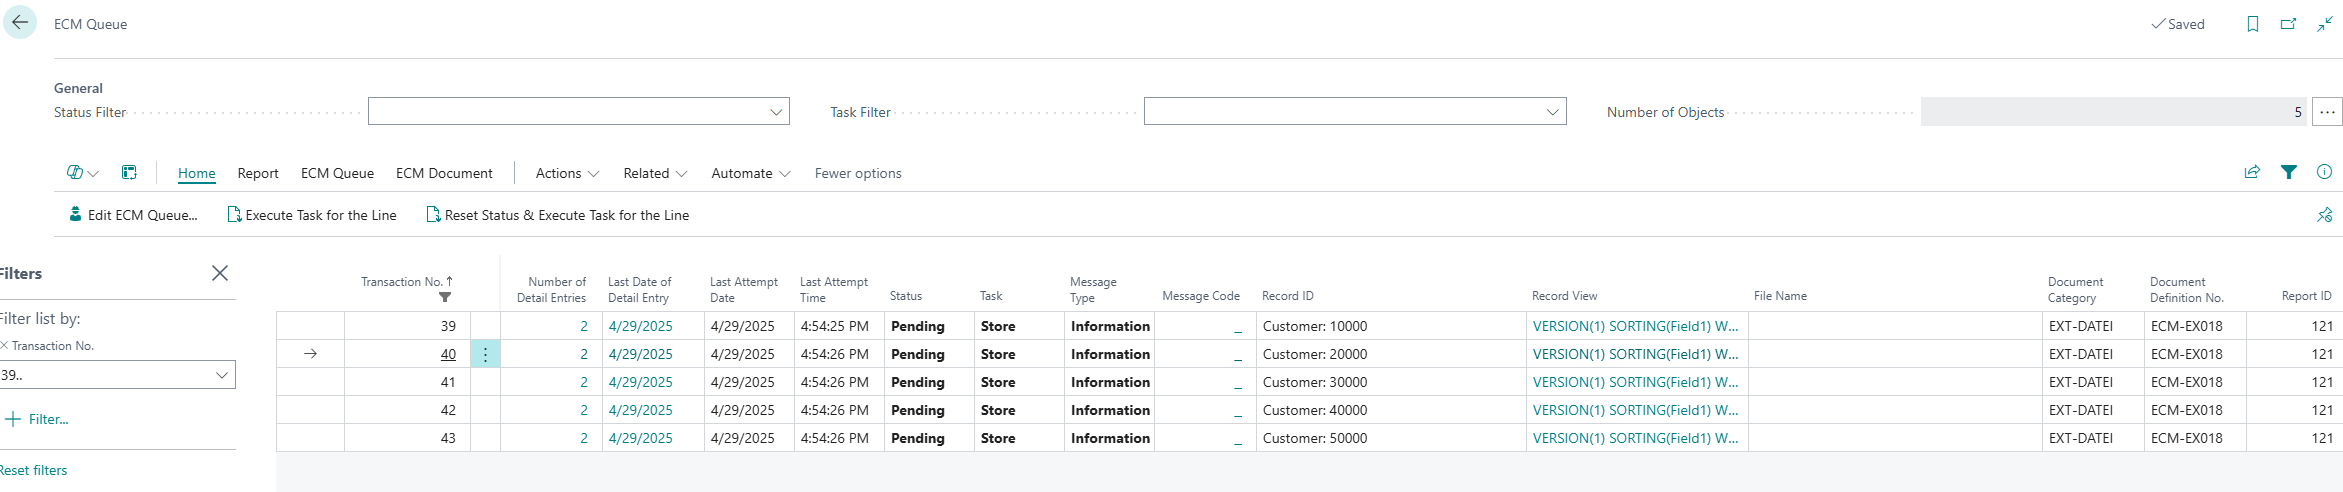 ECM Queue
Saved
General
Status Filter
Task Filter
Number of Objects 5
Home Report ECM Queue ECM Document Actions Related Automate Fewer options
Edit ECM Queue... Execute Task for the Line Reset Status & Execute Task for the Line
Filters
Filter list by:
Transaction No.
39..
Filter...
Reset filters
Transaction No. Number of Detail Entries Last Date of Detail Entry Last Attempt Date Last Attempt Time Status Task Message Type Message Code Record ID Record View File Name Document Category Document Definition No. Report ID
39 2 4/29/2025 4/29/2025 4:54:25 PM Pending Store Information _ Customer: 10000 VERSION(1) SORTING(Field1) W... EXT-DATEI ECM-EX018 121
40 2 4/29/2025 4/29/2025 4:54:26 PM Pending Store Information _ Customer: 20000 VERSION(1) SORTING(Field1) W... EXT-DATEI ECM-EX018 121
41 2 4/29/2025 4/29/2025 4:54:26 PM Pending Store Information _ Customer: 30000 VERSION(1) SORTING(Field1) W... EXT-DATEI ECM-EX018 121
42 2 4/29/2025 4/29/2025 4:54:26 PM Pending Store Information _ Customer: 40000 VERSION(1) SORTING(Field1) W... EXT-DATEI ECM-EX018 121
43 2 4/29/2025 4/29/2025 4:54:26 PM Pending Store Information _ Customer: 50000 VERSION(1) SORTING(Field1) W... EXT-DATEI ECM-EX018 121